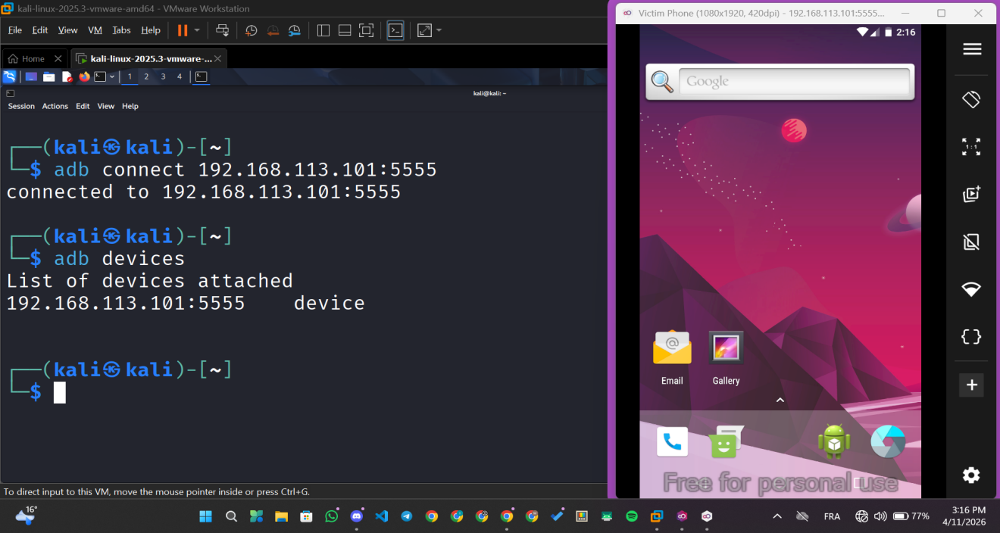 kali-linux-2025.3-vmware-amd64 - VMware Workstation
File Edit View VM Tabs Help
Home
kali-linux-2025.3-vmware-...
1 2 3 4
kali@kali: ~
Session Actions Edit View Help
┌──(kali㉿kali)-[~]
└─$ adb connect 192.168.113.101:5555
connected to 192.168.113.101:5555
┌──(kali㉿kali)-[~]
└─$ adb devices
List of devices attached
192.168.113.101:5555 device
┌──(kali㉿kali)-[~]
└─$
To direct input to this VM, move the mouse pointer inside or press Ctrl+G.
Victim Phone (1080x1920, 420dpi) - 192.168.113.101:5555...
2:16
Google
1:1
@
Email
Gallery
Free for personal use
16°
FRA
77%
3:16 PM
4/11/2026